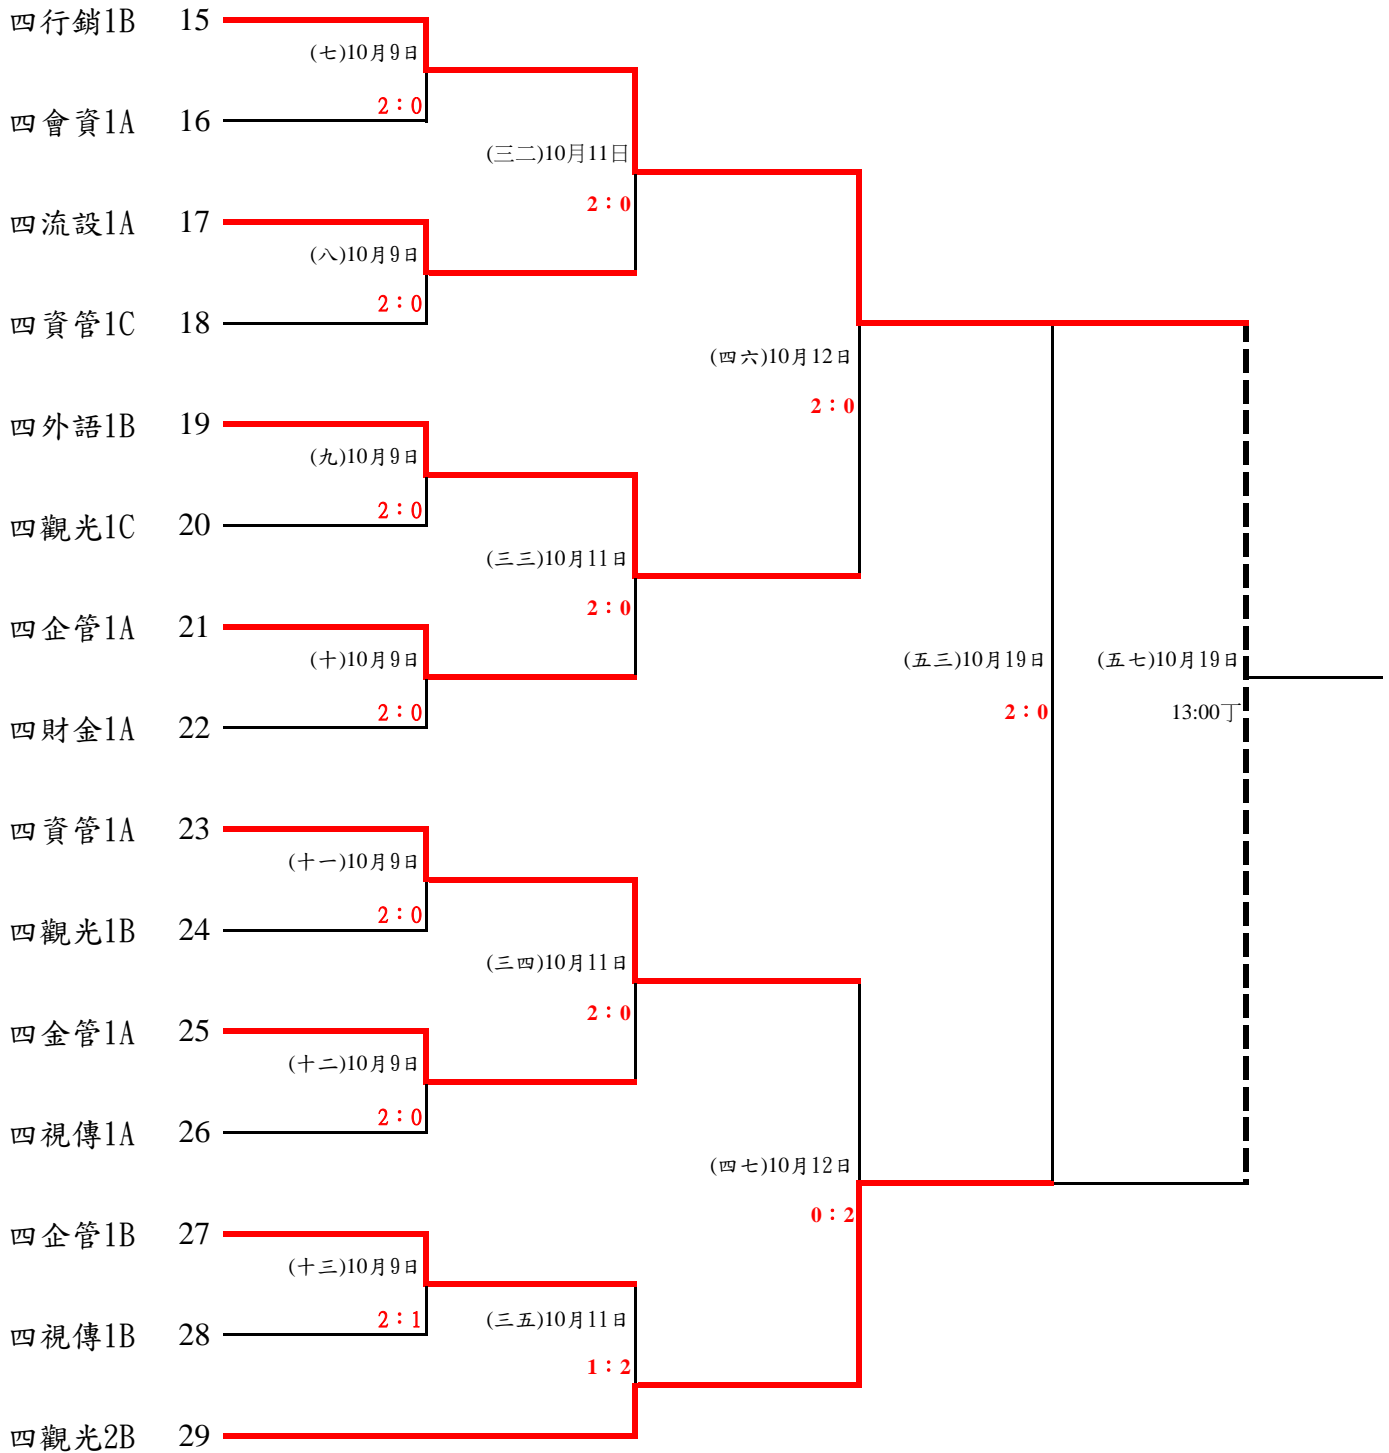 四行銷1B 15
(七)10月9日
2：0
四會資1A 16
(三二)10月11日
2：0
四流設1A 17
(八)10月9日
2：0
四資管1C 18
(四六)10月12日
2：0
四外語1B 19
(九)10月9日
2：0
四觀光1C 20
(三三)10月11日
2：0
四企管1A 21
(十)10月9日
2：0
(五三)10月19日
2：0
(五七)10月19日
13:00丁
四財金1A 22
四資管1A 23
(十一)10月9日
2：0
四觀光1B 24
(三四)10月11日
2：0
四金管1A 25
(十二)10月9日
2：0
四視傳1A 26
(四七)10月12日
0：2
四企管1B 27
(十三)10月9日
2：1
(三五)10月11日
1：2
四視傳1B 28
四觀光2B 29